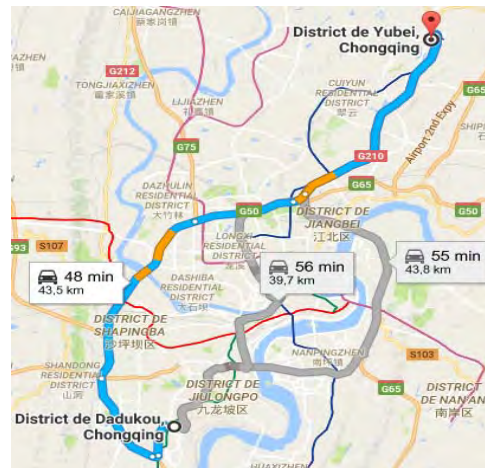 CAIJIAGANGZHEN
蔡家岗镇
District de Yubei,
Chongqing
G212
TONGJIAXIZHEN
童家溪镇
CUIYUN
RESIDENTIAL
DISTRICT
翠云
G65
LIJIAZHEN
Airport 2nd Expy
G75
G210
G65
DAZHULIN
RESIDENTIAL
DISTRICT
大竹林
G50
G50
DISTRICT DE
JIANGBEI
江北区
LONGXI
RESIDENTIAL
DISTRICT
龙溪
S107
G93
48 min
43,5 km
DASHIBA
RESIDENTIAL
DISTRICT
大石坝
56 min
39,7 km
55 min
43,8 km
DISTRICT DE
SHAPINGBA
沙坪坝区
NANPINGZHEN
南坪镇
S103
SHANDONG
RESIDENTIAL
DISTRICT
山洞
DISTRICT DE
JIULONGPO
九龙坡区
G65
DISTRICT
DE NAN'AN
南岸区
District de Dadukou,
Chongqing